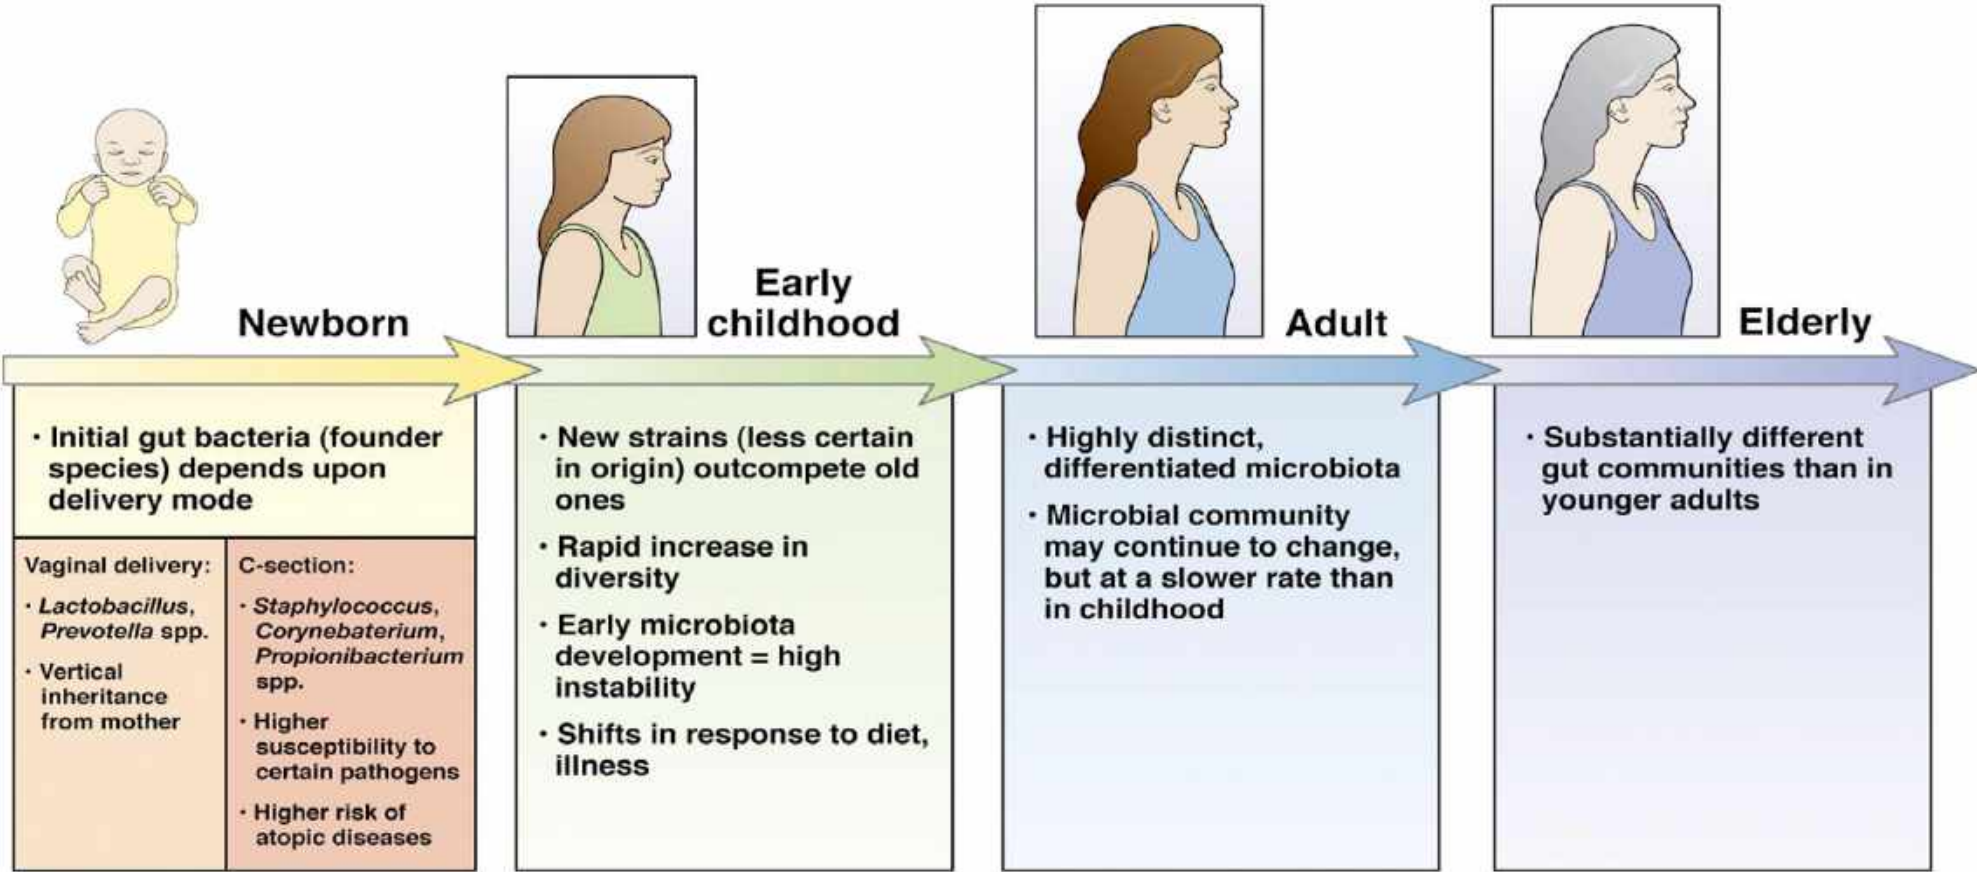 Newborn
Early
childhood
Adult
Elderly
· Initial gut bacteria (founder
species) depends upon
delivery mode
Vaginal delivery:
· Lactobacillus,
Prevotella spp.
· Vertical
inheritance
from mother
C-section:
· Staphylococcus,
Corynebaterium,
Propionibacterium
spp.
· Higher
susceptibility to
certain pathogens
· Higher risk of
atopic diseases
· New strains (less certain
in origin) outcompete old
ones
· Rapid increase in
diversity
· Early microbiota
development = high
instability
· Shifts in response to diet,
illness
· Highly distinct,
differentiated microbiota
· Microbial community
may continue to change,
but at a slower rate than
in childhood
· Substantially different
gut communities than in
younger adults